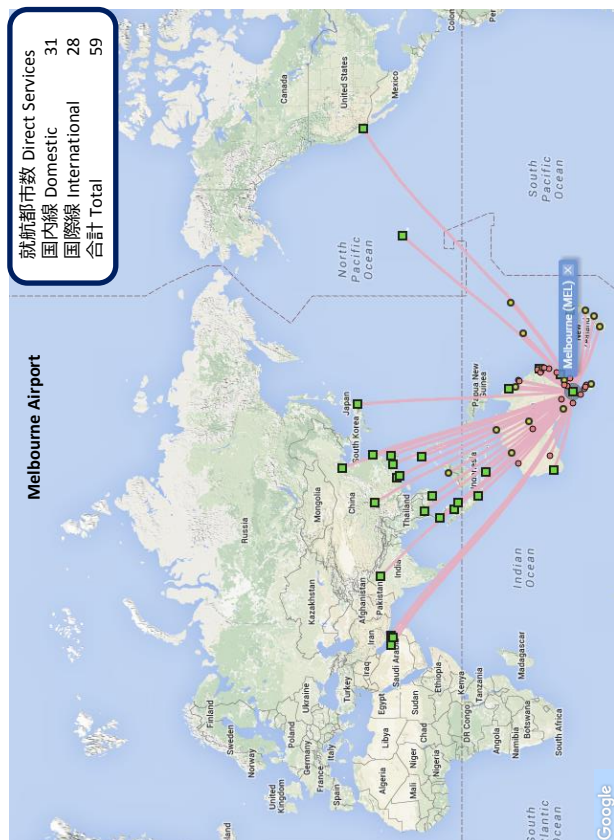 Melbourne Airport
就航都市数 Direct Services
国内線 Domestic 31
国際線 International 28
合計 Total 59
Finland
Sweden
Norway
United
Kingdom
Poland
Germany
Ukraine
France
Italy
Spain
Turkey
Russia
Kazakhstan
Mongolia
China
South Korea
Japan
Afghanistan
Pakistan
Iran
Iraq
India
Thailand
Saudi Arabia
Egypt
Libya
Algeria
Mali
Niger
Chad
Sudan
Nigeria
Ethiopia
Kenya
DR Congo
Tanzania
Angola
Namibia
Botswana
Madagascar
South Africa
Indonesia
Papua New
Guinea
Indian
Ocean
North
Pacific
Ocean
South
Pacific
Ocean
Canada
United States
Mexico
Melbourne (MEL) x
New
Google